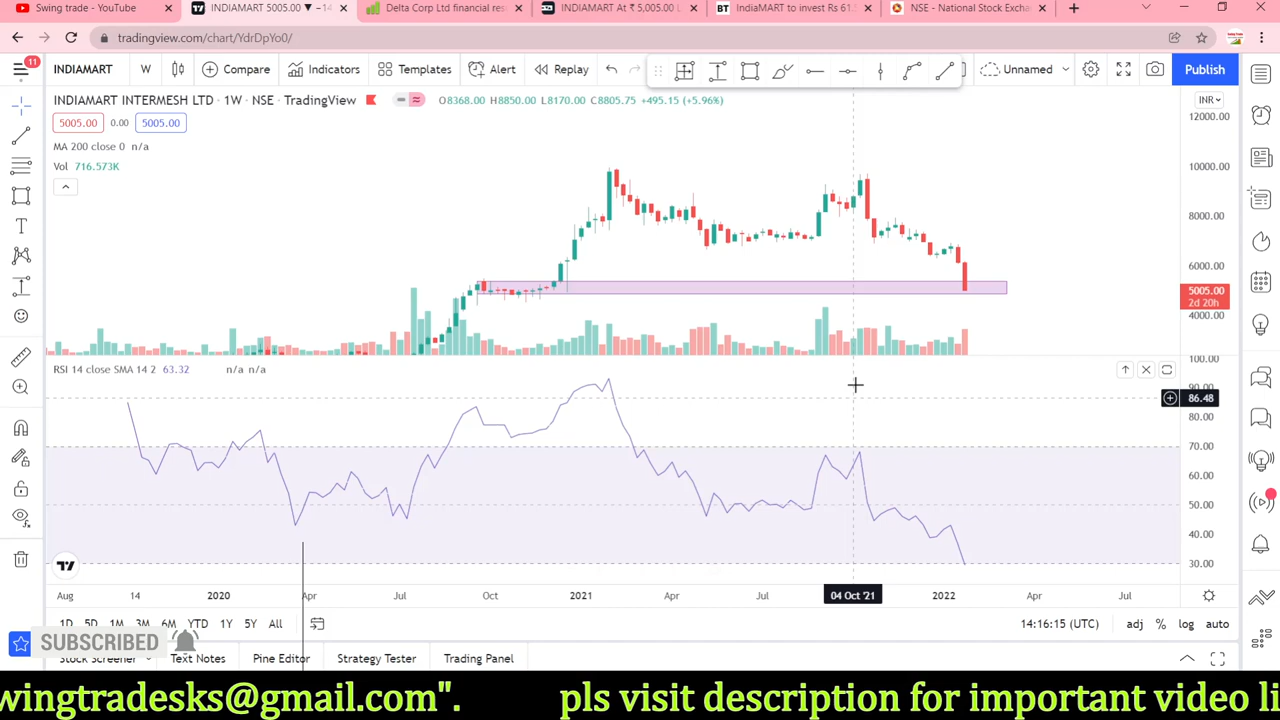 Swing trade - YouTube
INDIAMART 5005.00 ▼ −14
Delta Corp Ltd financial res
INDIAMART At ₹ 5,005.00 L
IndiaMART to invest Rs 61.5
NSE - National Stock Exchan
tradingview.com/chart/YdrDpYo0/
11
INDIAMART
W
Compare
Indicators
Templates
Alert
Replay
Unnamed
Publish
INDIAMART INTERMESH LTD · 1W · NSE · TradingView
O8368.00 H8850.00 L8170.00 C8805.75 +495.15 (+5.96%)
INR
5005.00 0.00 5005.00
MA 200 close 0 n/a
Vol 716.573K
12000.00
10000.00
8000.00
6000.00
5005.00
2d 20h
4000.00
RSI 14 close SMA 14 2 63.32 n/a n/a
100.00
90.00
86.48
80.00
70.00
60.00
50.00
40.00
30.00
Aug 14 2020 Apr Jul Oct 2021 Apr Jul 04 Oct '21 2022 Apr Jul
1D 5D 1M 3M 6M YTD 1Y 5Y All
14:16:15 (UTC) adj % log auto
SUBSCRIBED
Stock Screener Text Notes Pine Editor Strategy Tester Trading Panel
wingtradesks@gmail.com". pls visit description for important video li